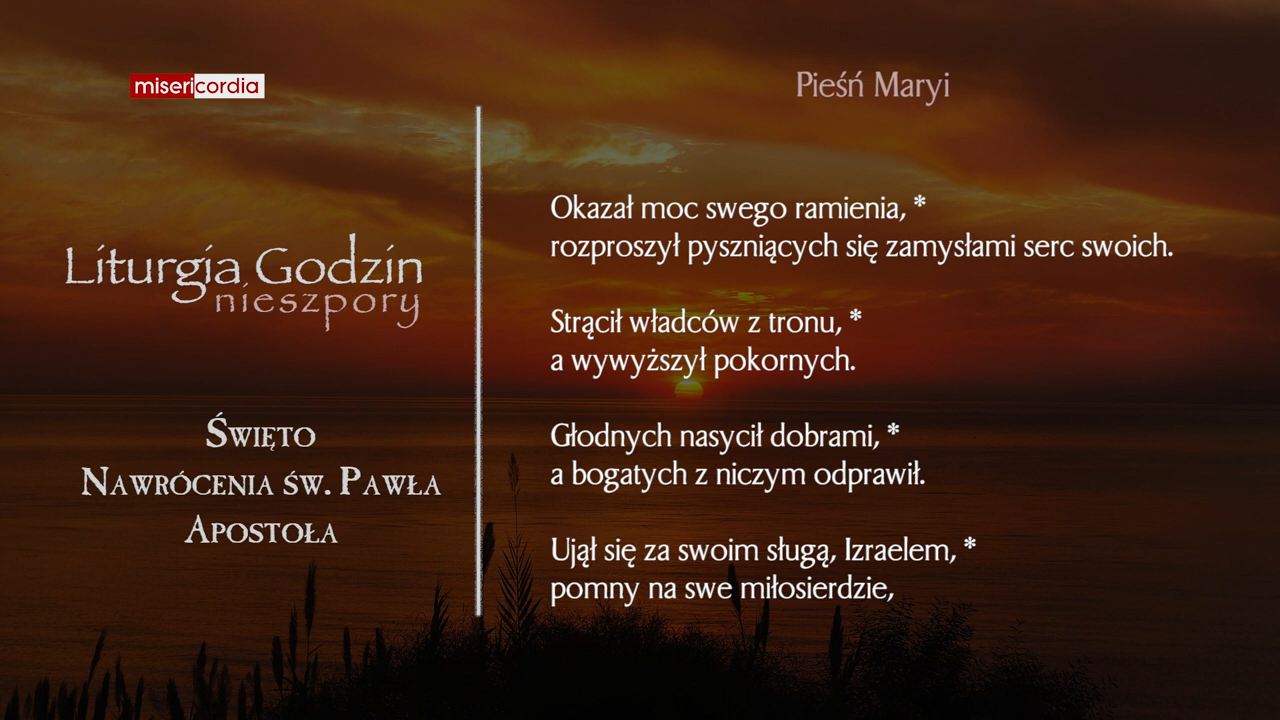 misericordia
Liturgia Godzin
nieszpory
Święto
Nawrócenia św. Pawła
Apostoła
Pieśń Maryi
Okazał moc swego ramienia, *
rozproszył pyszniących się zamysłami serc swoich.
Strącił władców z tronu, *
a wywyższył pokornych.
Głodnych nasycił dobrami, *
a bogatych z niczym odprawił.
Ujął się za swoim sługą, Izraelem, *
pomny na swe miłosierdzie,